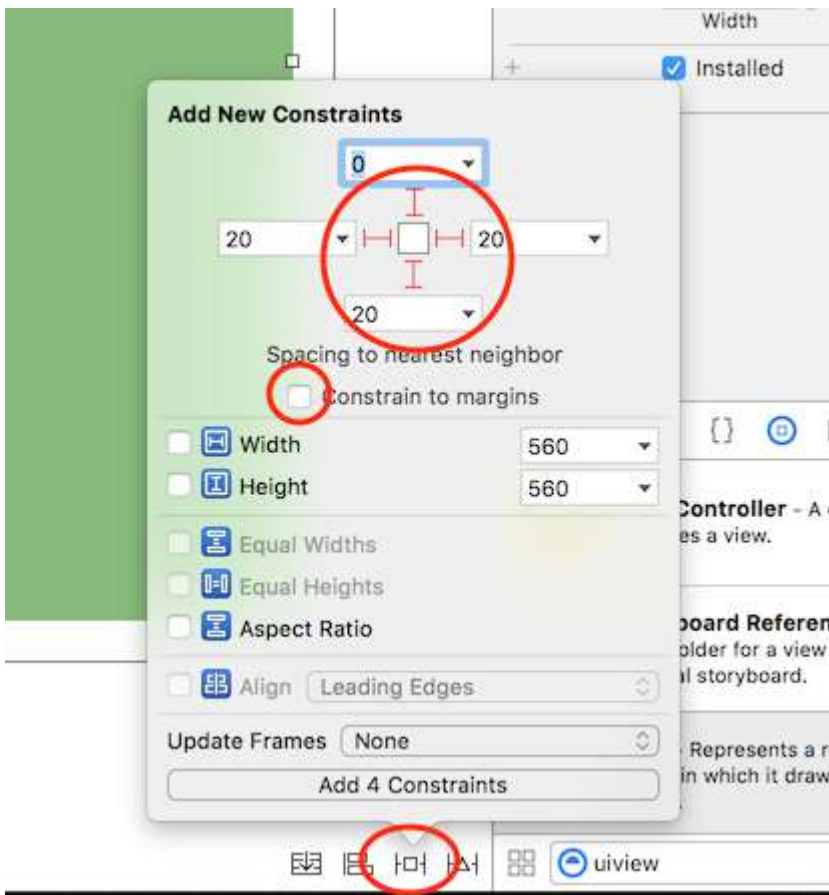 Width
Installed
Add New Constraints
0
20
20
20
Spacing to nearest neighbor
Constrain to margins
Width 560
Height 560
Equal Widths
Equal Heights
Aspect Ratio
Align Leading Edges
Update Frames None
Add 4 Constraints
{}
Controller - A
es a view.
board Referen
older for a view
al storyboard.
- Represents a r
in which it draw
uiview